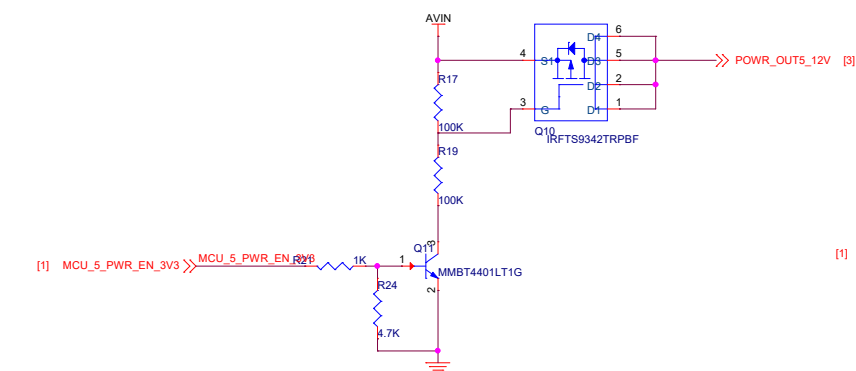 AVIN
6
D4
4
S1
D3
5
POWR_OUT5_12V [3]
R17
D2
2
3
G
D1
1
100K
Q10
IRFTS9342TRPBF
R19
100K
Q11
3
[1]
[1] MCU_5_PWR_EN_3V3
MCU_5_PWR_EN_3V3
R21
1K
1
MMBT4401LT1G
R24
2
4.7K